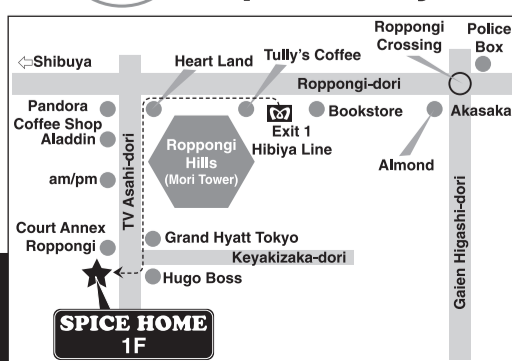 Roppongi
Crossing
Police
Box
⇦Shibuya
Heart Land
Tully's Coffee
Roppongi-dori
Pandora
Coffee Shop
Aladdin
am/pm
Court Annex
Roppongi
TV Asahi-dori
Roppongi
Hills
(Mori Tower)
Exit 1
Hibiya Line
Bookstore
Almond
Akasaka
Gaien Higashi-dori
Grand Hyatt Tokyo
Keyakizaka-dori
Hugo Boss
SPICE HOME
1F